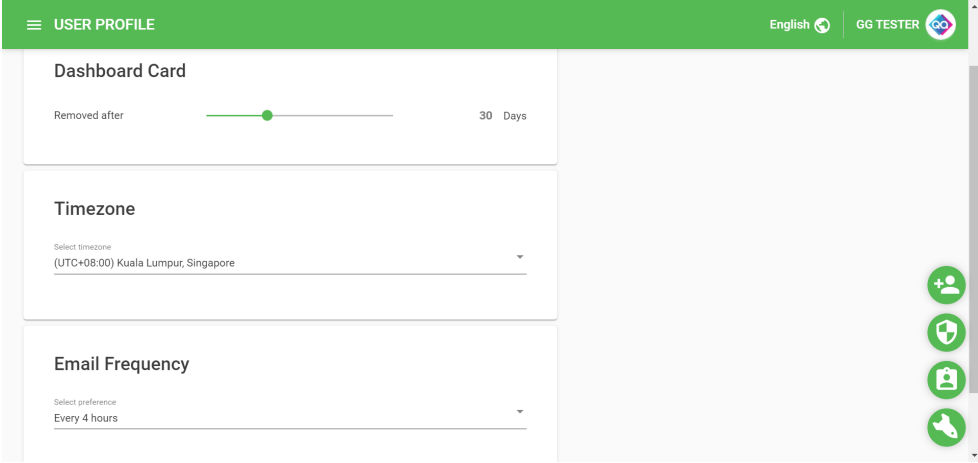 USER PROFILE
English
GG TESTER
Dashboard Card
Removed after
30 Days
Timezone
Select timezone
(UTC+08:00) Kuala Lumpur, Singapore
Email Frequency
Select preference
Every 4 hours